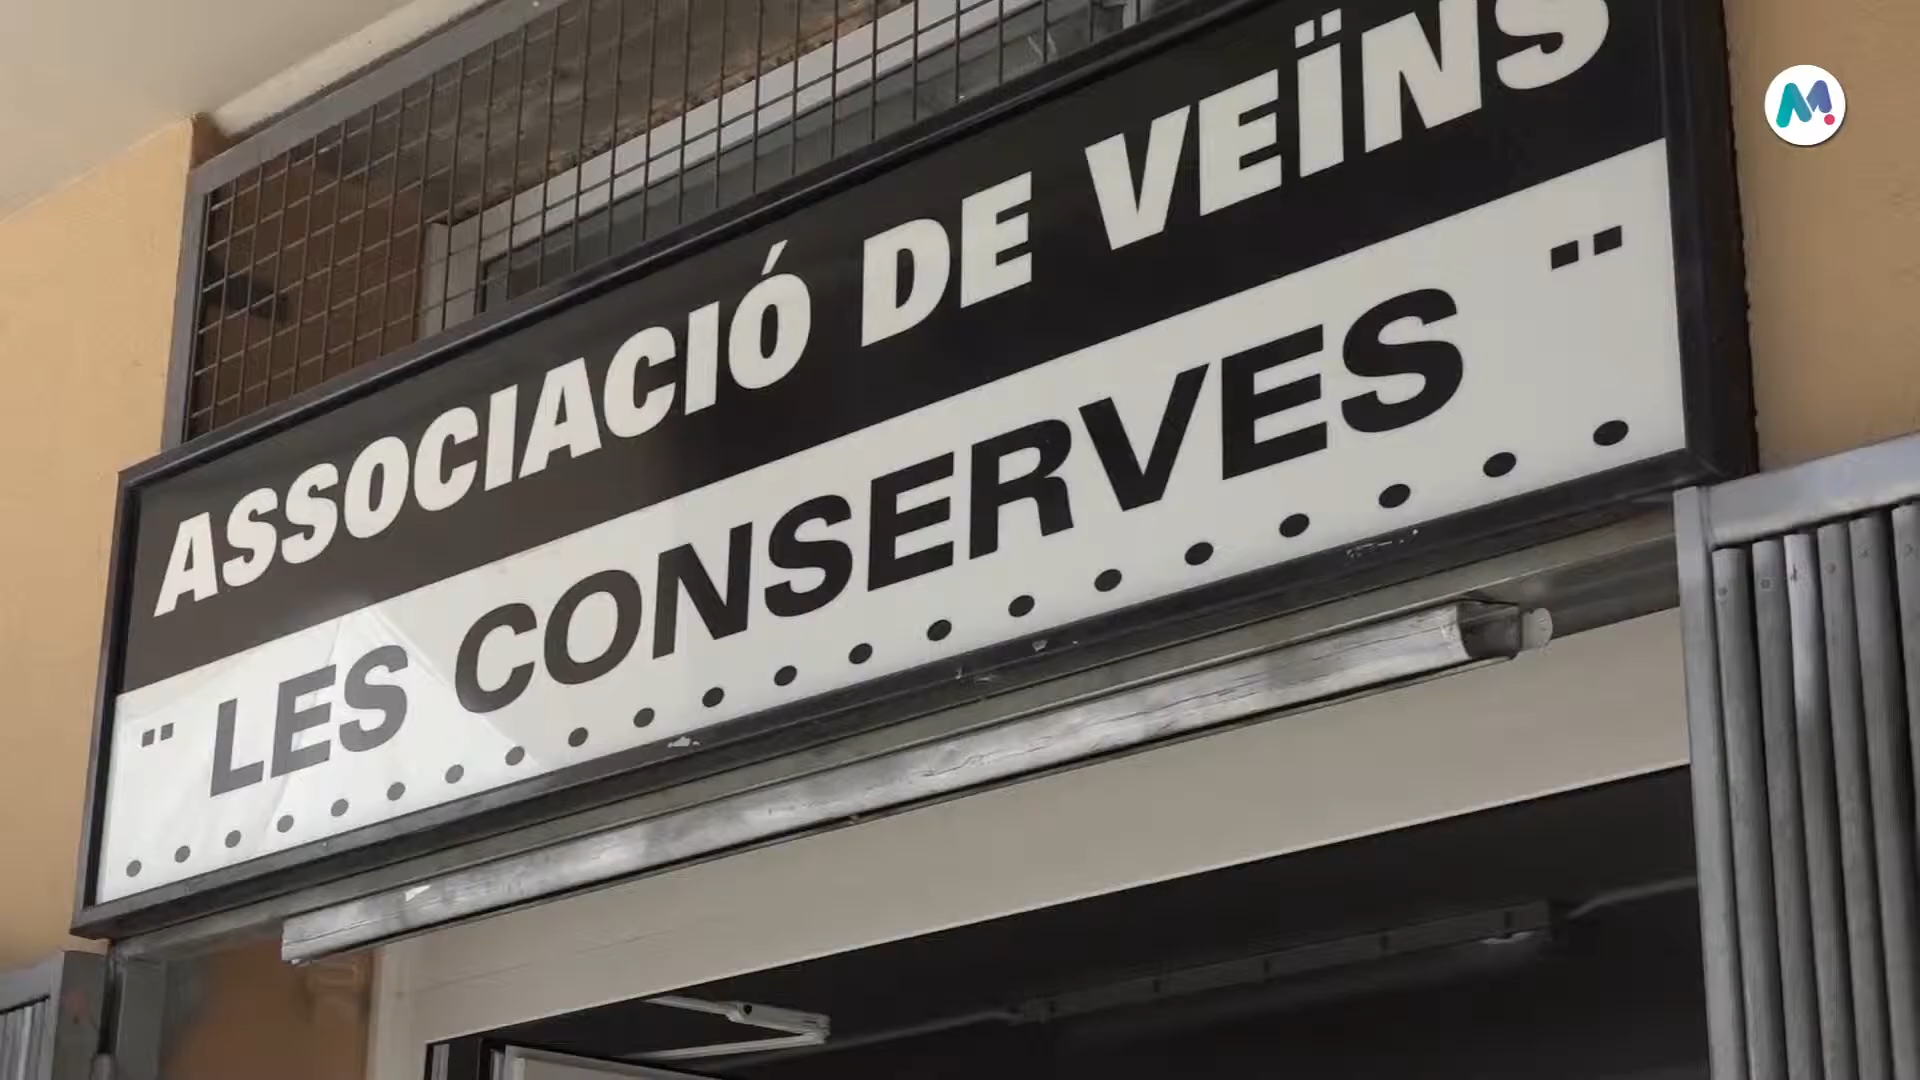 ASSOCIACIÓ DE VEÏNS
" LES CONSERVES "
M